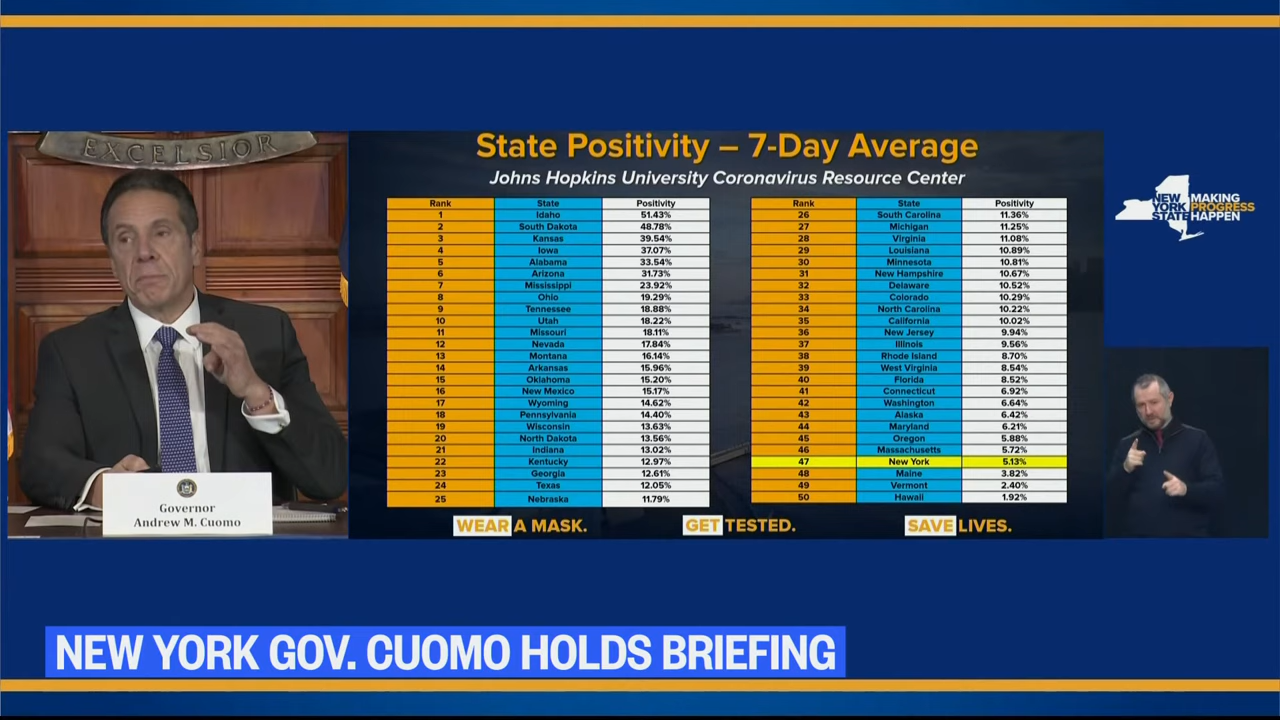 EXCELSIOR
State Positivity – 7-Day Average
Johns Hopkins University Coronavirus Resource Center
Rank State Positivity
1 Idaho 51.43%
2 South Dakota 48.78%
3 Kansas 39.54%
4 Iowa 37.07%
5 Alabama 33.54%
6 Arizona 31.73%
7 Mississippi 23.92%
8 Ohio 19.29%
9 Tennessee 18.88%
10 Utah 18.22%
11 Missouri 18.11%
12 Nevada 17.84%
13 Montana 16.14%
14 Arkansas 15.96%
15 Oklahoma 15.20%
16 New Mexico 15.17%
17 Wyoming 14.62%
18 Pennsylvania 14.40%
19 Wisconsin 13.63%
20 North Dakota 13.56%
21 Indiana 13.02%
22 Kentucky 12.97%
23 Georgia 12.61%
24 Texas 12.05%
25 Nebraska 11.79%
Rank State Positivity
26 South Carolina 11.36%
27 Michigan 11.25%
28 Virginia 11.08%
29 Louisiana 10.89%
30 Minnesota 10.81%
31 New Hampshire 10.67%
32 Delaware 10.52%
33 Colorado 10.29%
34 North Carolina 10.22%
35 California 10.02%
36 New Jersey 9.94%
37 Illinois 9.56%
38 Rhode Island 8.70%
39 West Virginia 8.54%
40 Florida 8.52%
41 Connecticut 6.92%
42 Washington 6.64%
43 Alaska 6.42%
44 Maryland 6.21%
45 Oregon 5.88%
46 Massachusetts 5.72%
47 New York 5.13%
48 Maine 3.82%
49 Vermont 2.40%
50 Hawaii 1.92%
WEAR A MASK. GET TESTED. SAVE LIVES.
NEW YORK STATE
MAKING
PROGRESS
HAPPEN
Governor
Andrew M. Cuomo
NEW YORK GOV. CUOMO HOLDS BRIEFING